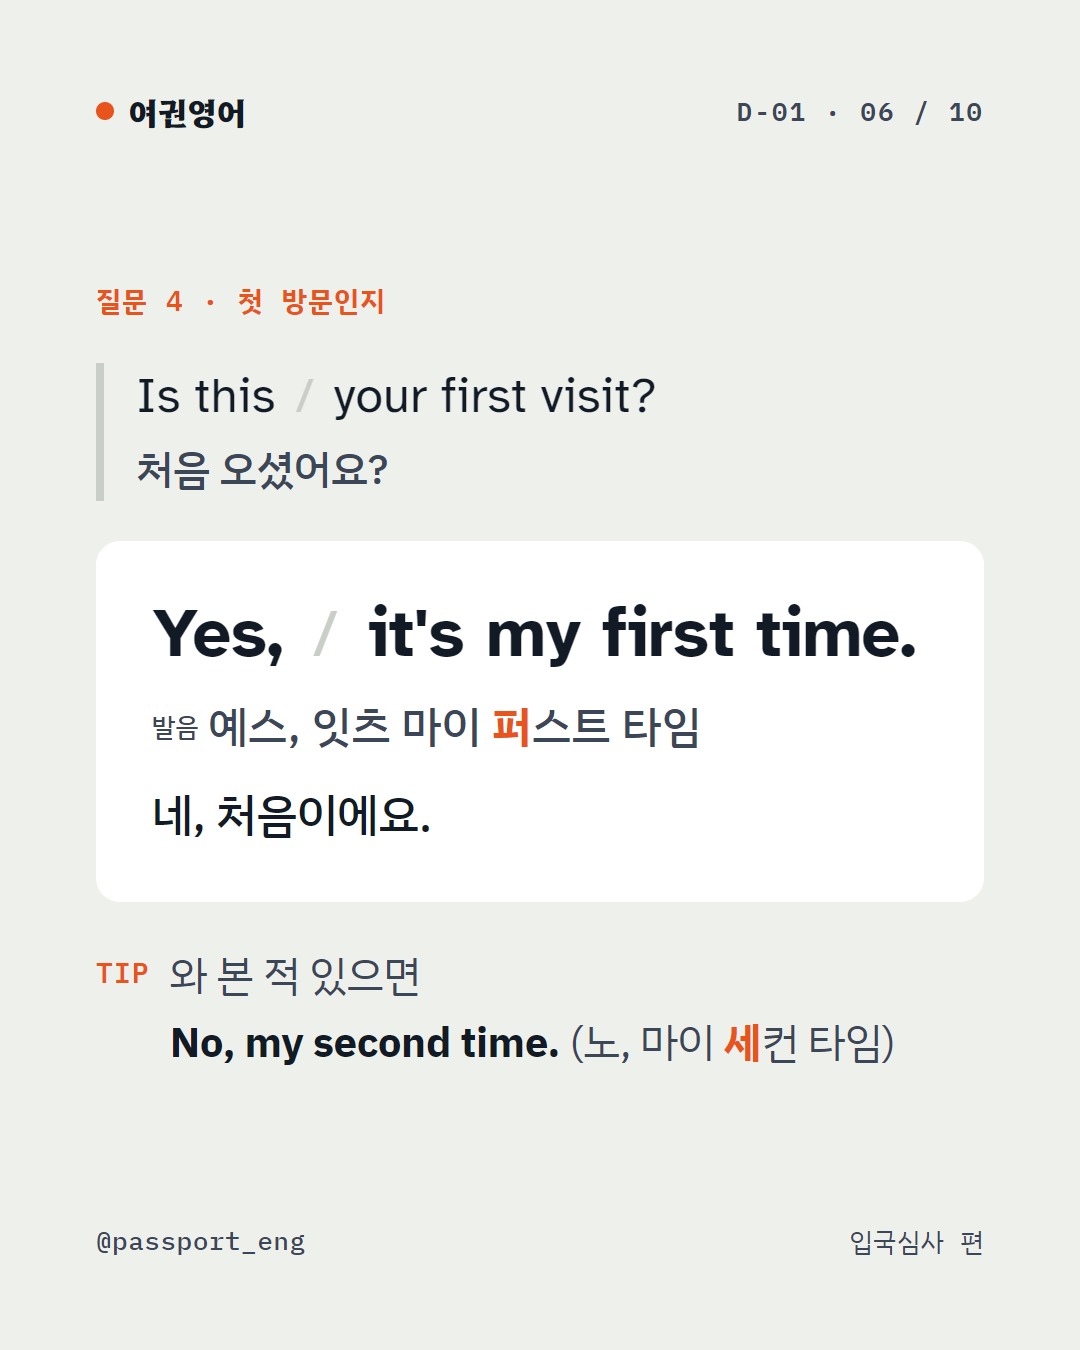 여권영어
D-01 · 06 / 10
질문 4 · 첫 방문인지
Is this / your first visit?
처음 오셨어요?
Yes, / it's my first time.
발음 예스, 잇츠 마이 퍼스트 타임
네, 처음이에요.
TIP 와 본 적 있으면
No, my second time. (노, 마이 세컨 타임)
@passport_eng
입국심사 편